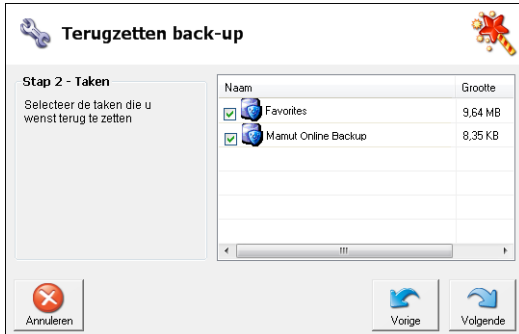 Terugzetten back-up
Stap 2 - Taken
Selecteer de taken die u
wenst terug te zetten
Naam Grootte
Favorites 9,64 MB
Mamut Online Backup 8,35 KB
Annuleren
Vorige
Volgende